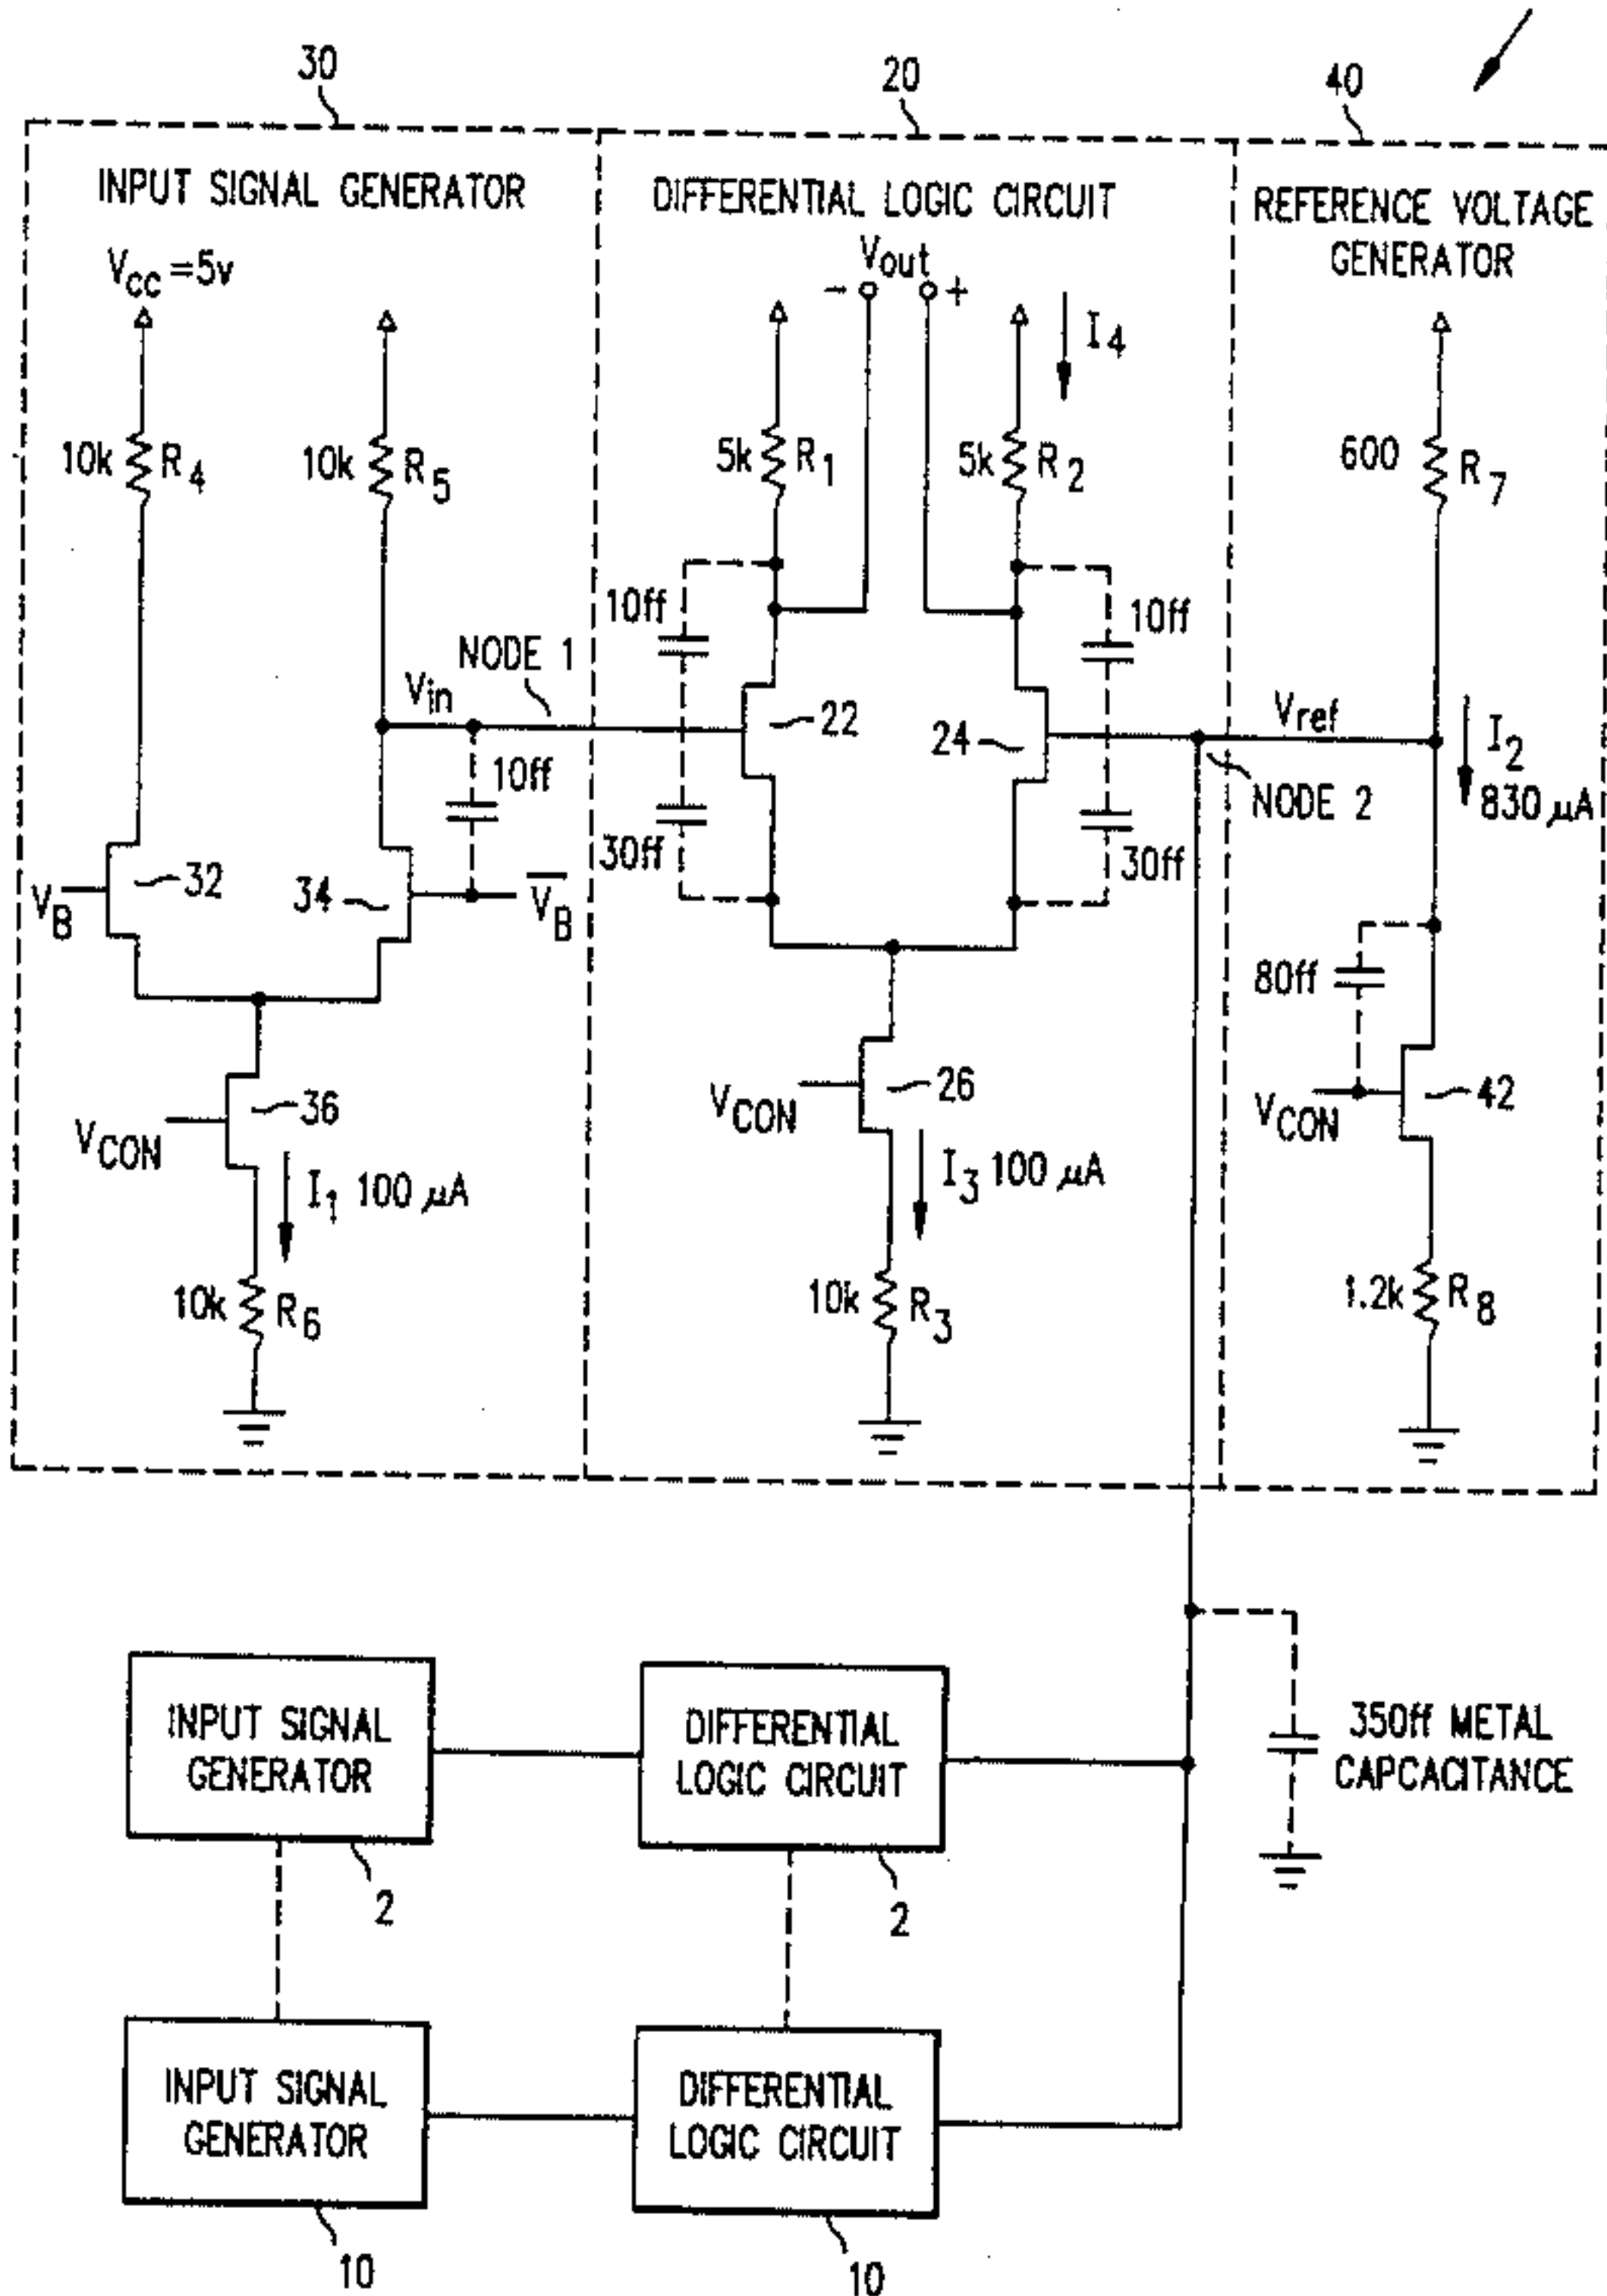 30
20
40
INPUT SIGNAL GENERATOR
DIFFERENTIAL LOGIC CIRCUIT
REFERENCE VOLTAGE
GENERATOR
Vcc =5v
Vout
- +
I4
10k R4
10k R5
5k R1
5k R2
600 R7
10ff
10ff
NODE 1
Vin
22
24
Vref
I2
830 μA
NODE 2
10ff
30ff
30ff
VB
32
34
V̅B̅
80ff
36
VCON
26
VCON
42
VCON
I1 100 μA
I3 100 μA
10k R6
10k R3
1.2k R8
INPUT SIGNAL
GENERATOR
2
DIFFERENTIAL
LOGIC CIRCUIT
2
350ff METAL
CAPCACITANCE
INPUT SIGNAL
GENERATOR
10
DIFFERENTIAL
LOGIC CIRCUIT
10